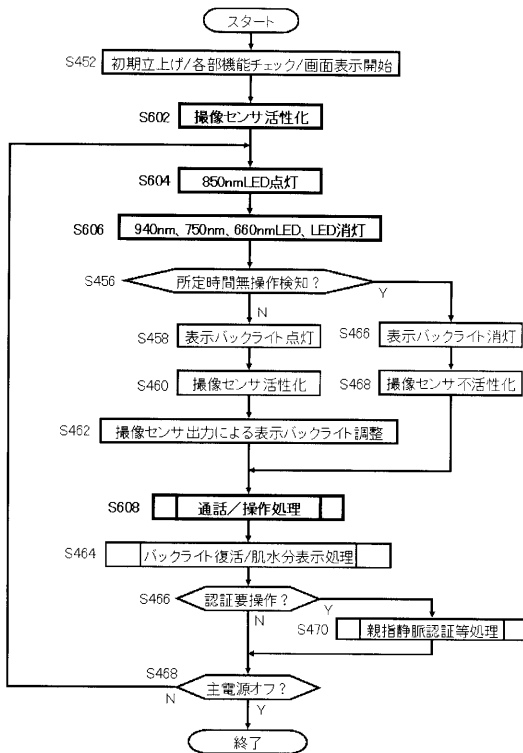 スタート
S452 初期立上げ/各部機能チェック/画面表示開始
S602 撮像センサ活性化
S604 850nmLED点灯
S606 940nm、750nm、660nmLED、LED消灯
S456 所定時間無操作検知？
Y
N
S458 表示バックライト点灯
S466 表示バックライト消灯
S460 撮像センサ活性化
S468 撮像センサ不活性化
S462 撮像センサ出力による表示バックライト調整
S608 通話／操作処理
S464 バックライト復活/肌水分表示処理
S466 認証要操作？
Y
N
S470 親指静脈認証等処理
S468 主電源オフ？
N
Y
終了